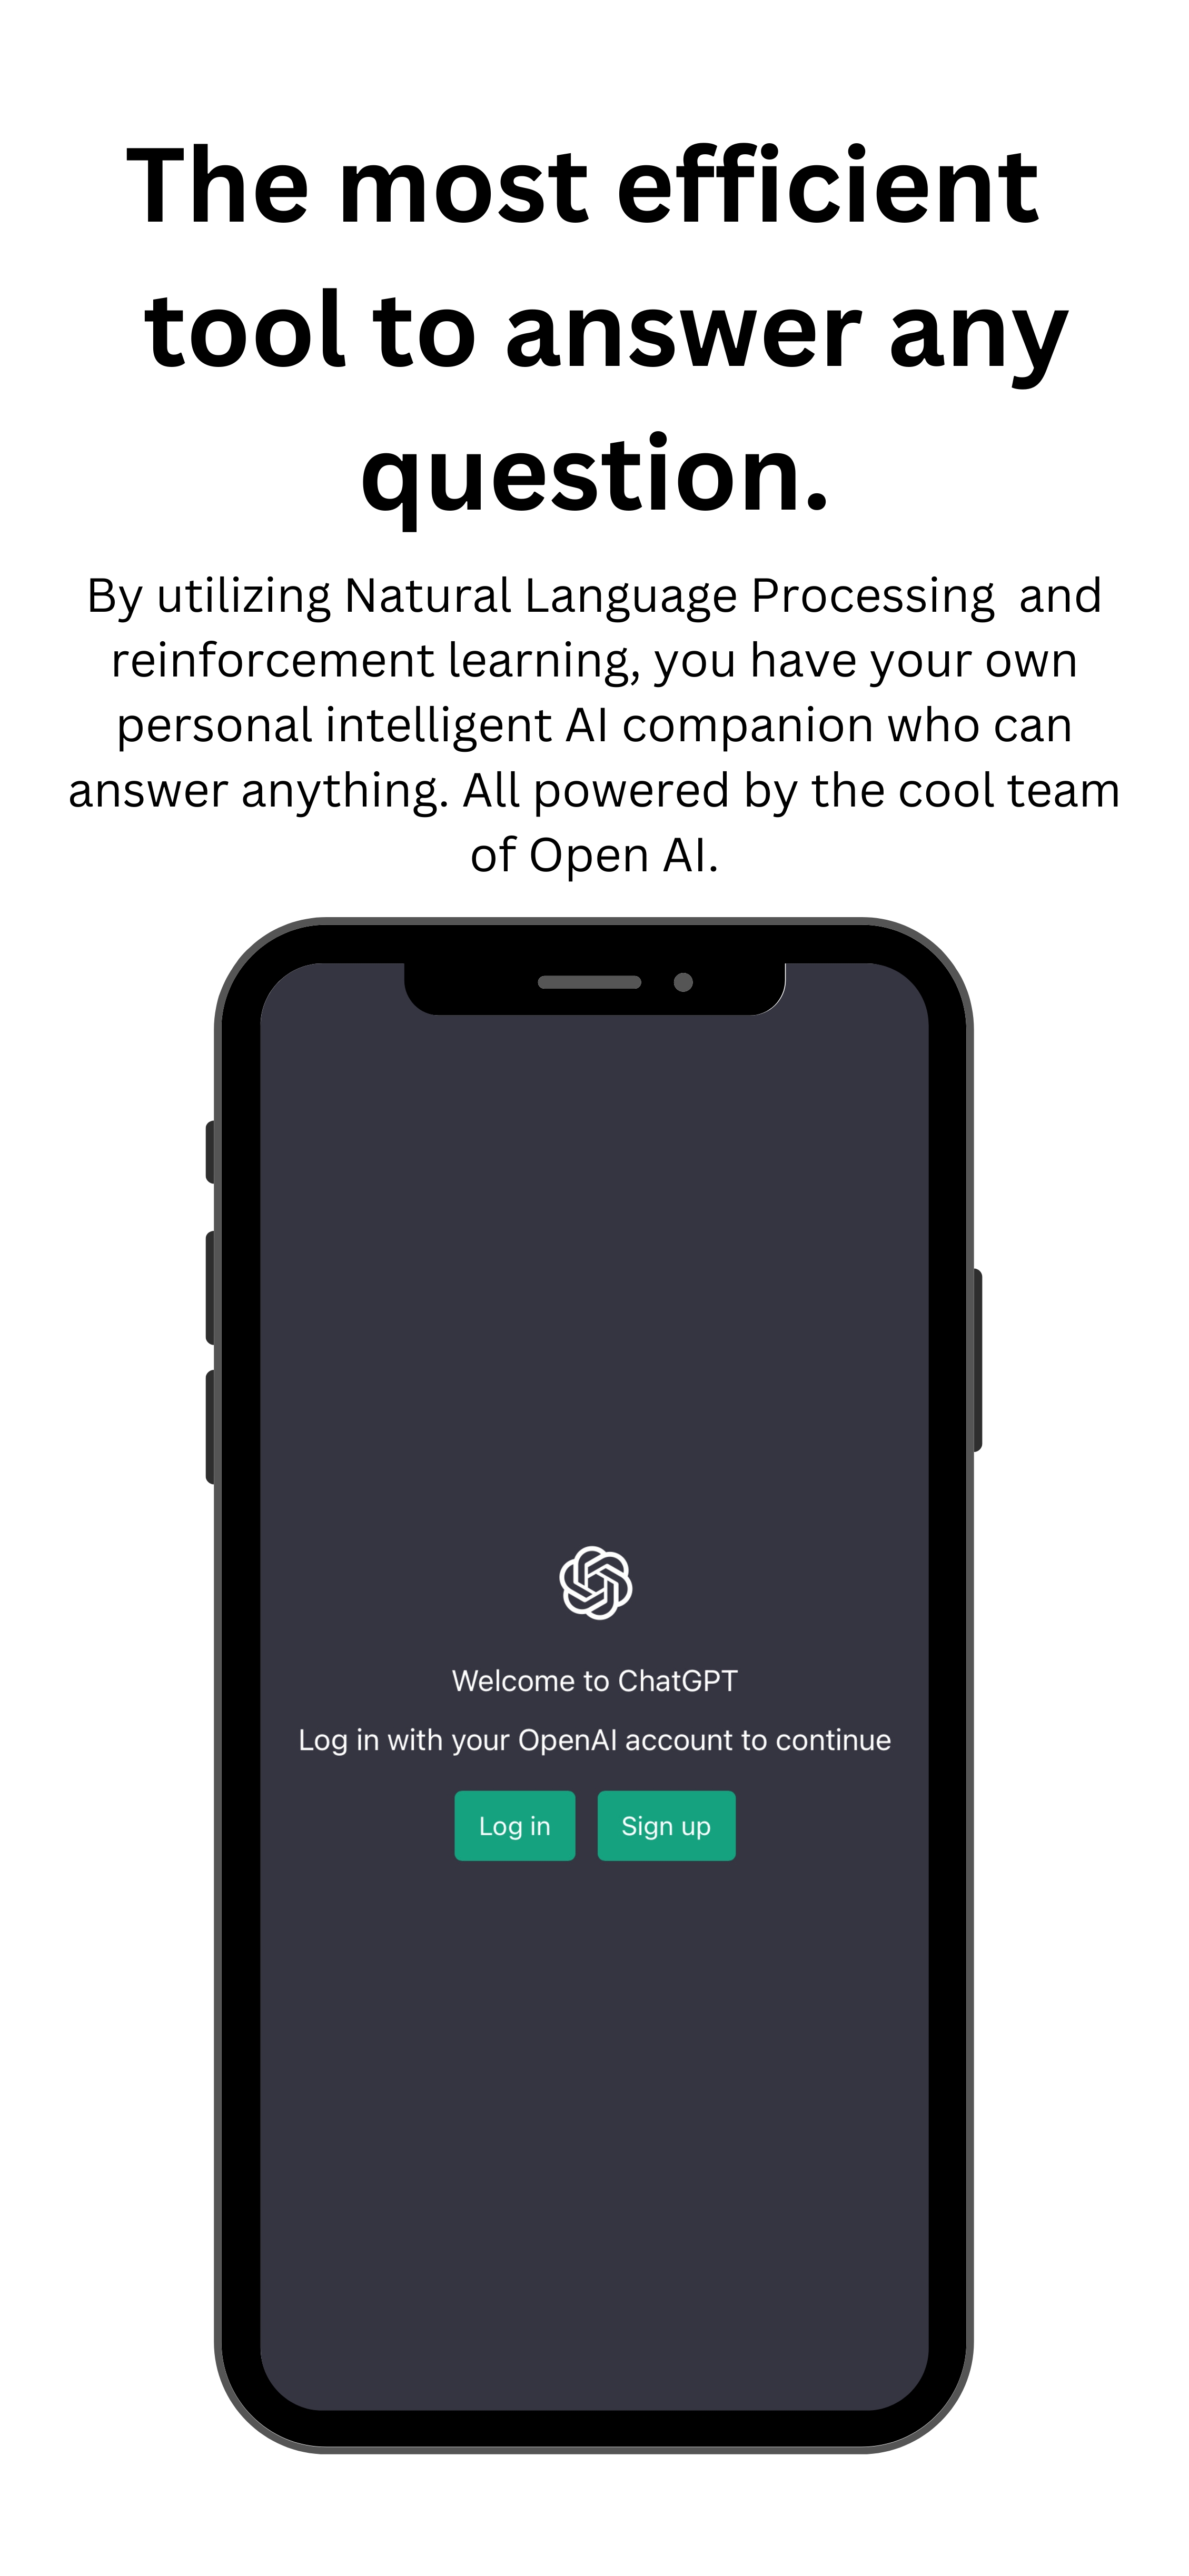 The most efficient
tool to answer any
question.
By utilizing Natural Language Processing  and
reinforcement learning, you have your own
personal intelligent AI companion who can
answer anything. All powered by the cool team
of Open AI.
Welcome to ChatGPT
Log in with your OpenAI account to continue
Log in Sign up